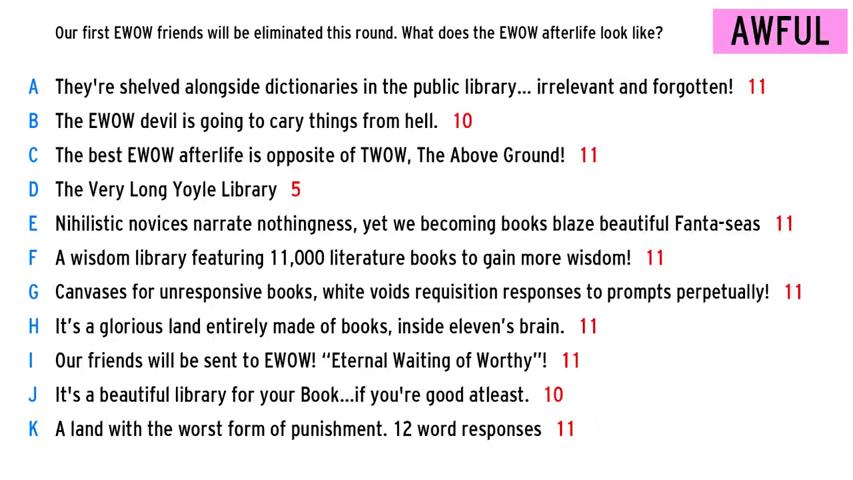 Our first EWOW friends will be eliminated this round. What does the EWOW afterlife look like?
AWFUL
A They're shelved alongside dictionaries in the public library... irrelevant and forgotten! 11
B The EWOW devil is going to cary things from hell. 10
C The best EWOW afterlife is opposite of TWOW, The Above Ground! 11
D The Very Long Yoyle Library 5
E Nihilistic novices narrate nothingness, yet we becoming books blaze beautiful Fanta-seas 11
F A wisdom library featuring 11,000 literature books to gain more wisdom! 11
G Canvases for unresponsive books, white voids requisition responses to prompts perpetually! 11
H It’s a glorious land entirely made of books, inside eleven’s brain. 11
I Our friends will be sent to EWOW! “Eternal Waiting of Worthy”! 11
J It's a beautiful library for your Book...if you're good atleast. 10
K A land with the worst form of punishment. 12 word responses 11